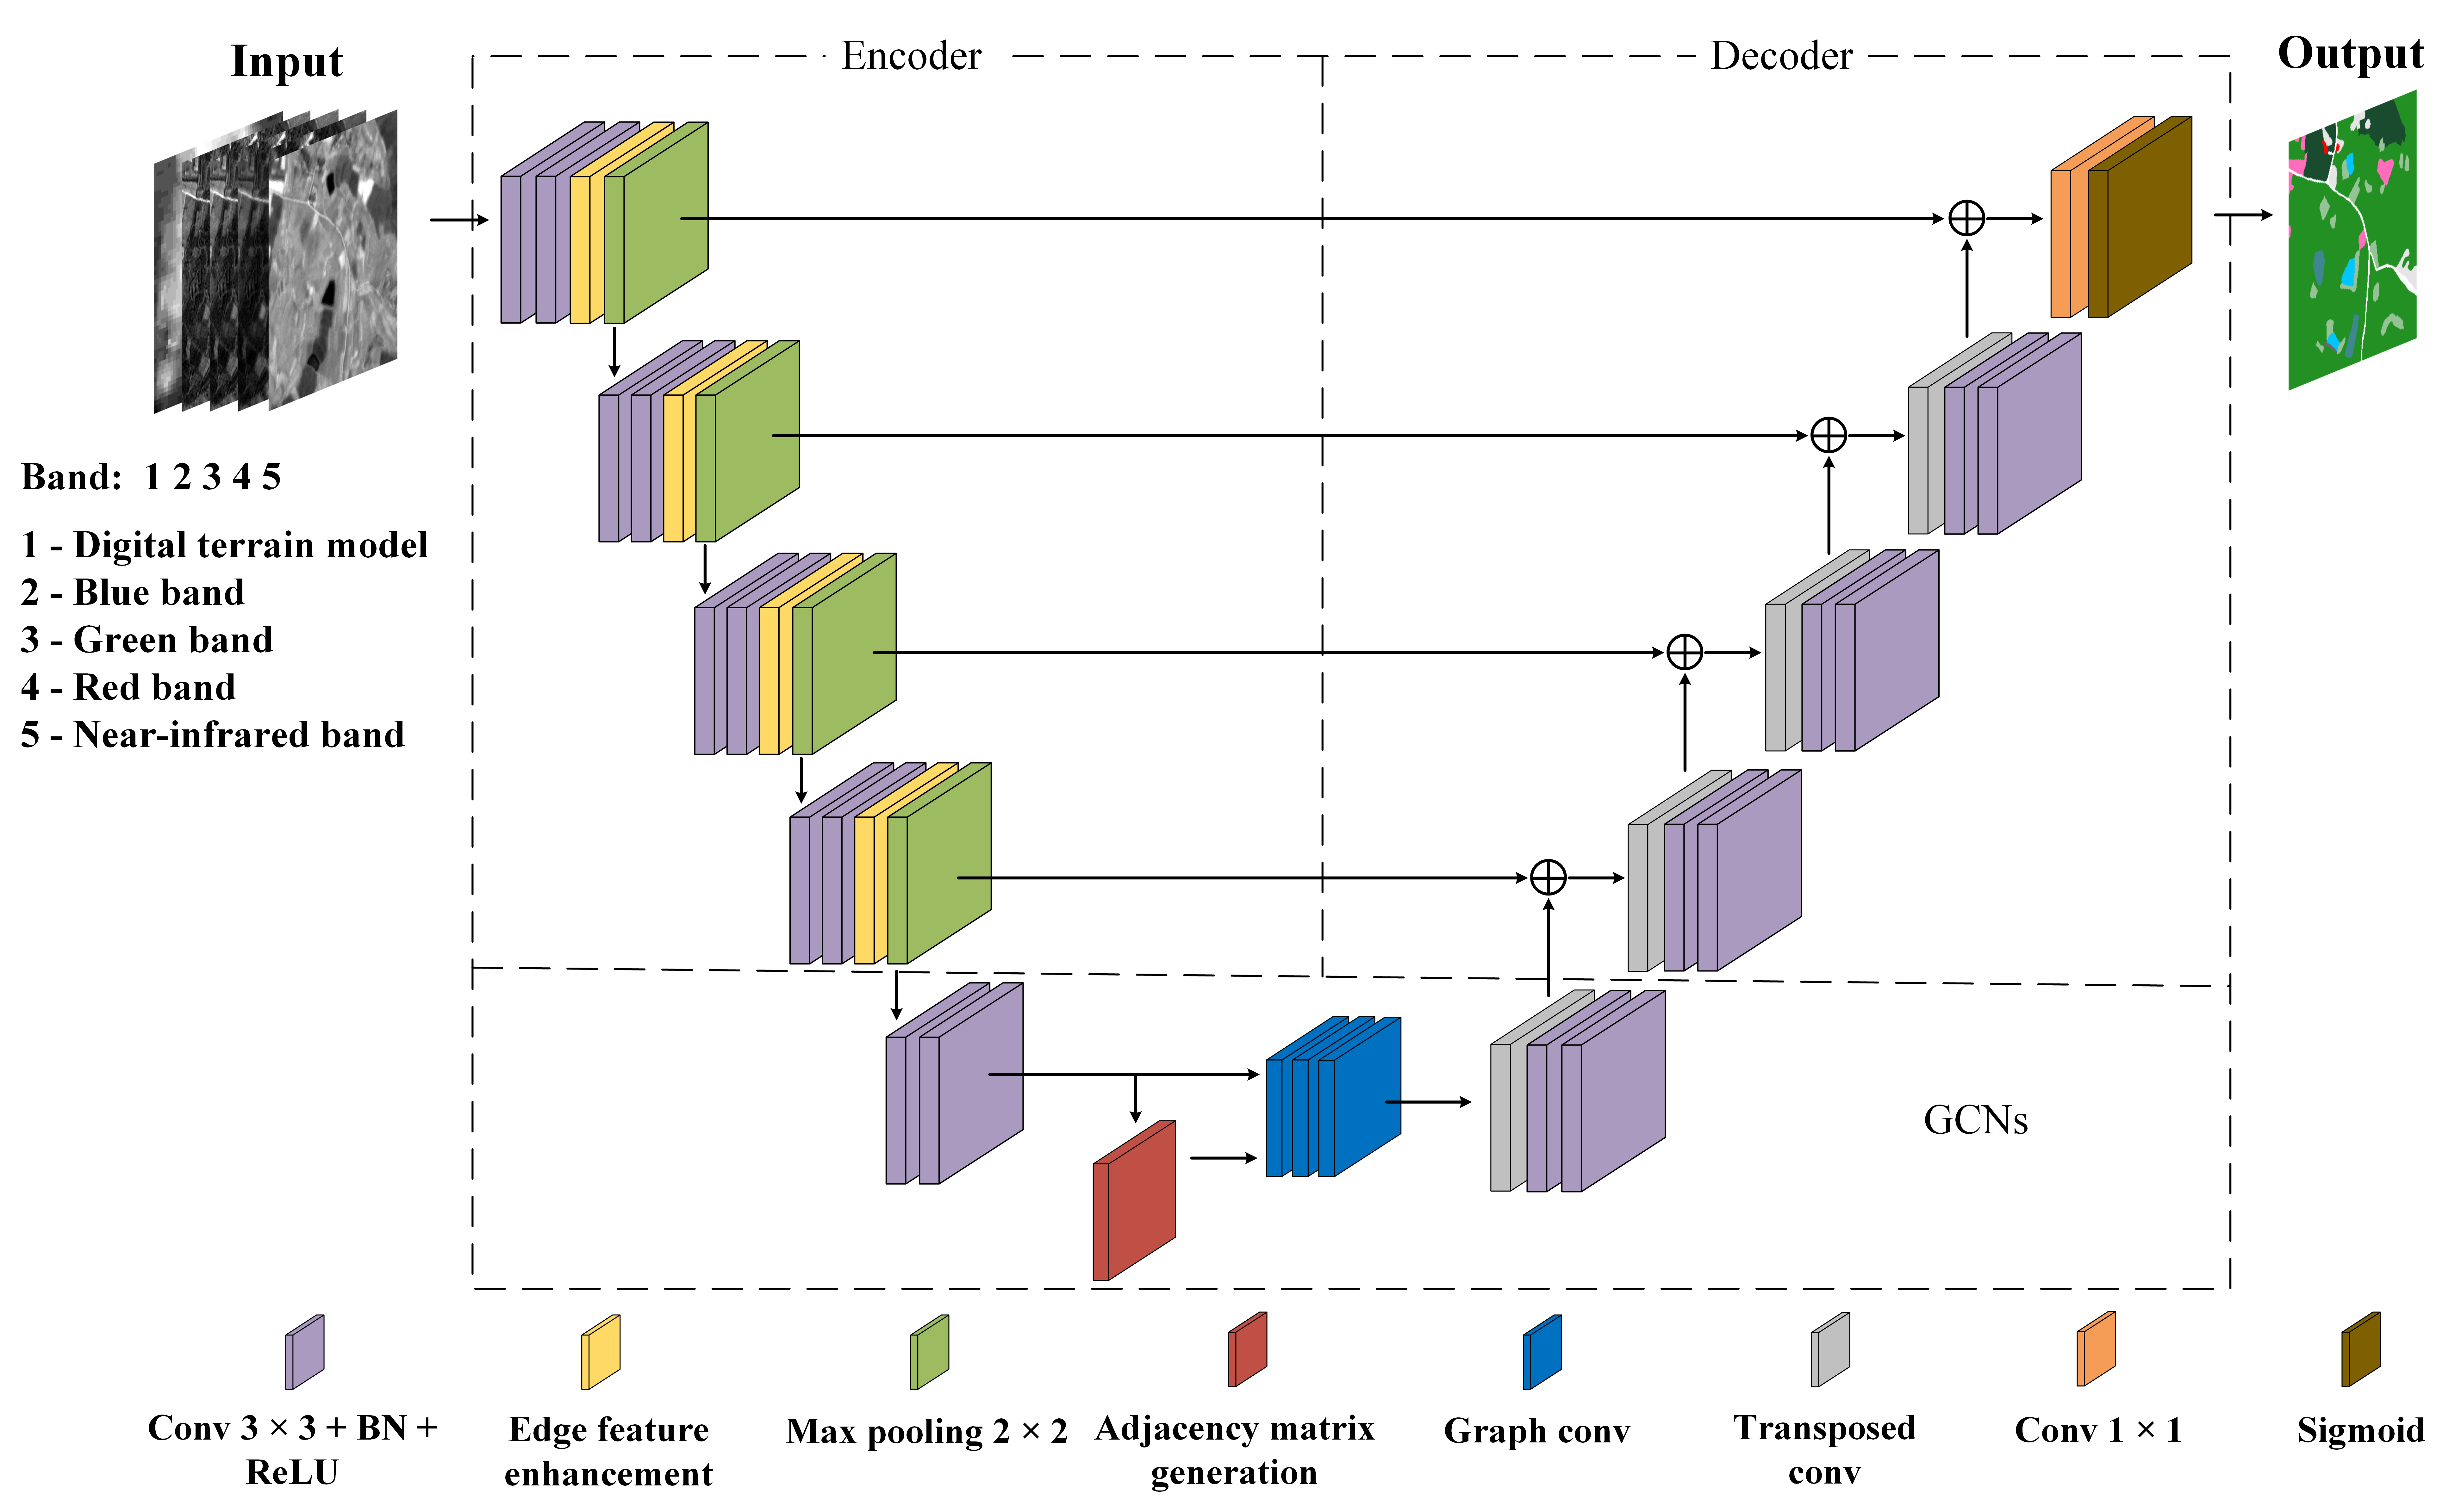 Input
Encoder
Decoder
Output
Band: 1 2 3 4 5
1 - Digital terrain model
2 - Blue band
3 - Green band
4 - Red band
5 - Near-infrared band
GCNs
Conv 3 × 3 + BN +
ReLU
Edge feature
enhancement
Max pooling 2 × 2
Adjacency matrix
generation
Graph conv
Transposed
conv
Conv 1 × 1
Sigmoid